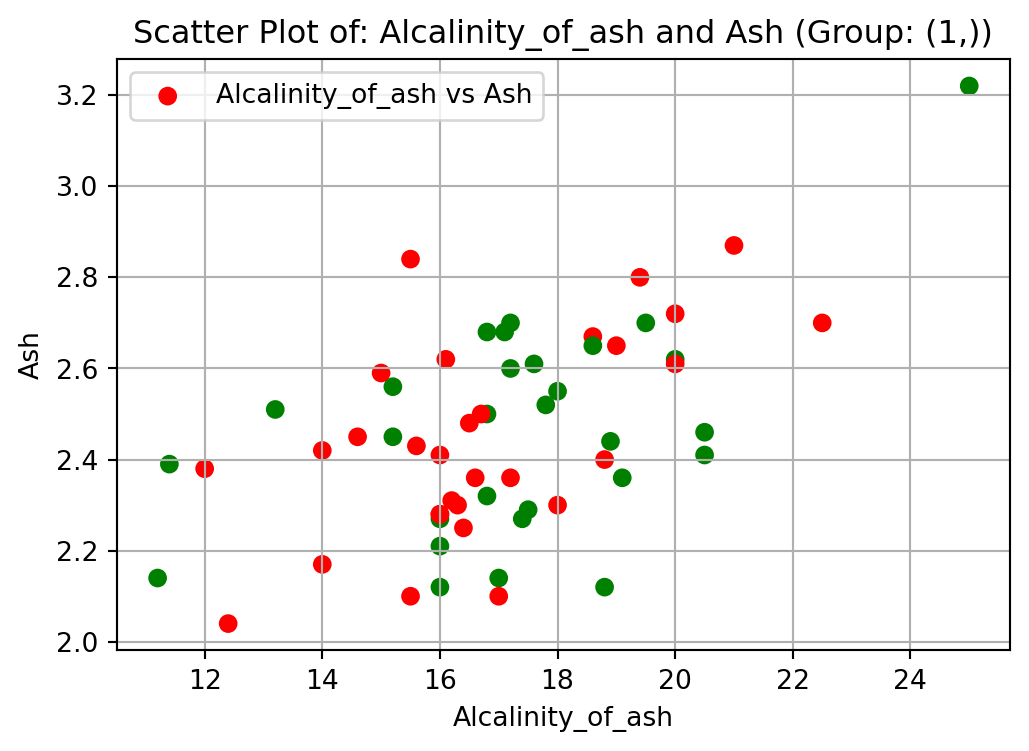 Scatter Plot of: Alcalinity_of_ash and Ash (Group: (1,))
Alcalinity_of_ash vs Ash
3.2
3.0
2.8
2.6
2.4
2.2
2.0
Ash
12 14 16 18 20 22 24
Alcalinity_of_ash